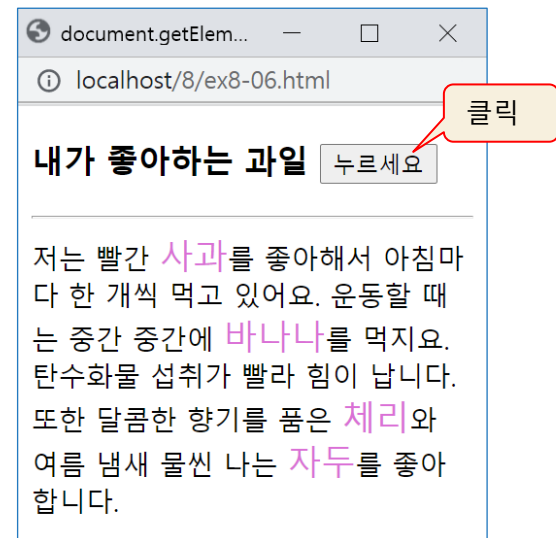 document.getElem...
localhost/8/ex8-06.html
클릭
내가 좋아하는 과일 누르세요
저는 빨간 사과를 좋아해서 아침마
다 한 개씩 먹고 있어요. 운동할 때
는 중간 중간에 바나나를 먹지요.
탄수화물 섭취가 빨라 힘이 납니다.
또한 달콤한 향기를 품은 체리와
여름 냄새 물씬 나는 자두를 좋아
합니다.